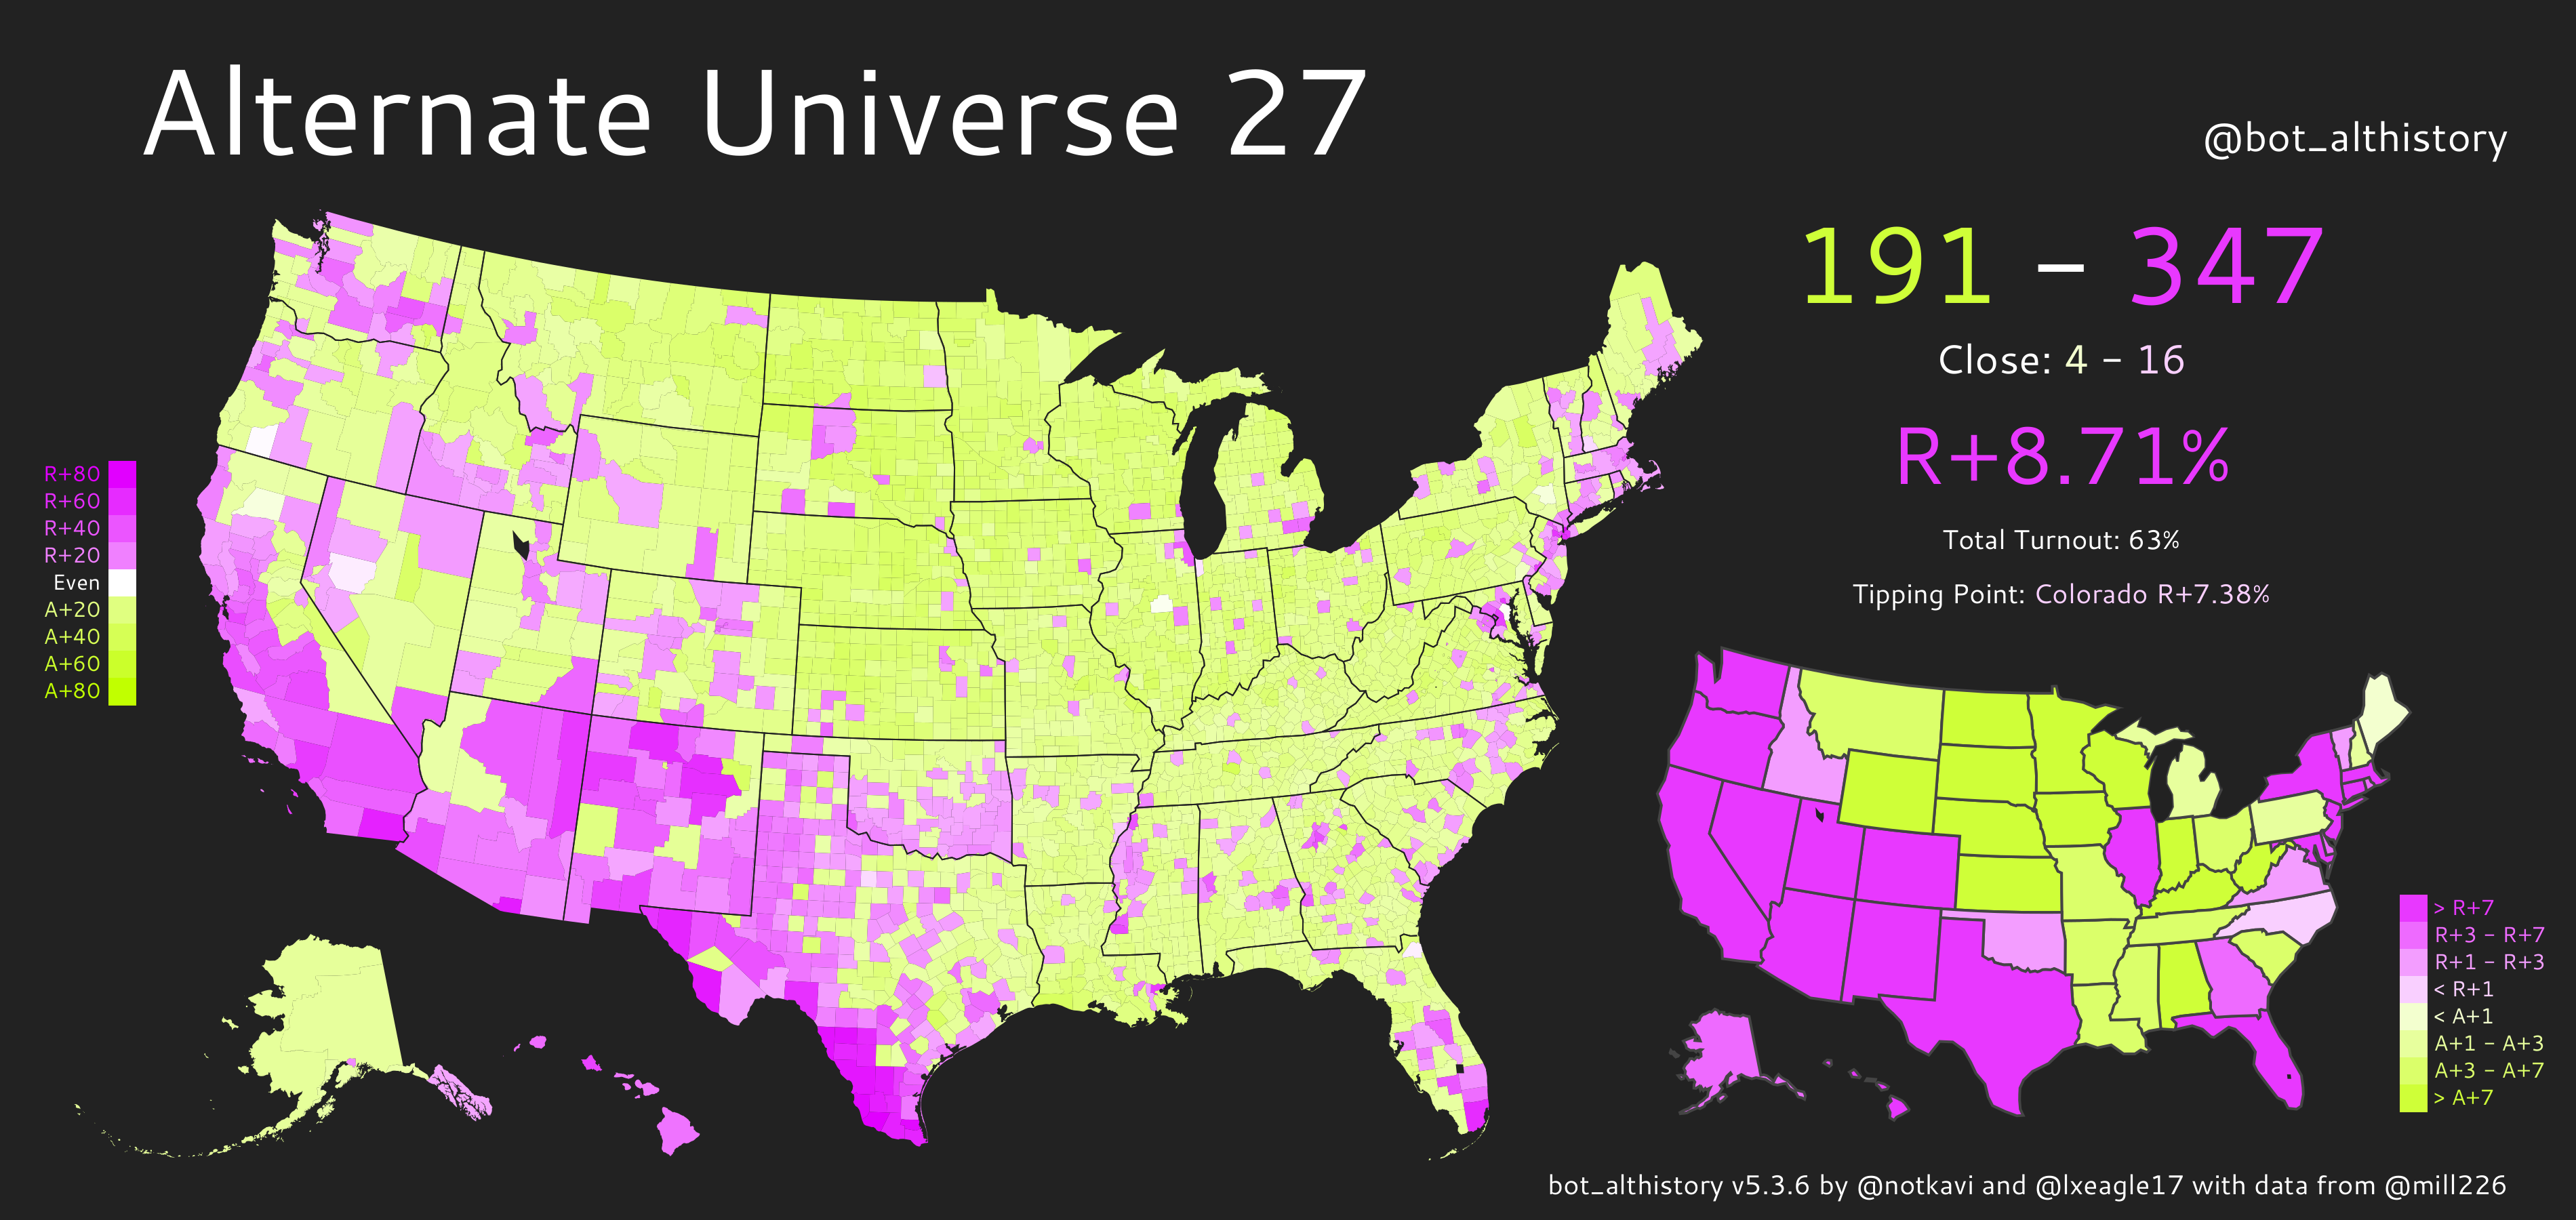 Alternate Universe 27
@bot_althistory
191 – 347
Close: 4 – 16
R+8.71%
Total Turnout: 63%
Tipping Point: Colorado R+7.38%
R+80
R+60
R+40
R+20
Even
A+20
A+40
A+60
A+80
> R+7
R+3 – R+7
R+1 – R+3
< R+1
< A+1
A+1 – A+3
A+3 – A+7
> A+7
bot_althistory v5.3.6 by @notkavi and @lxeagle17 with data from @mill226